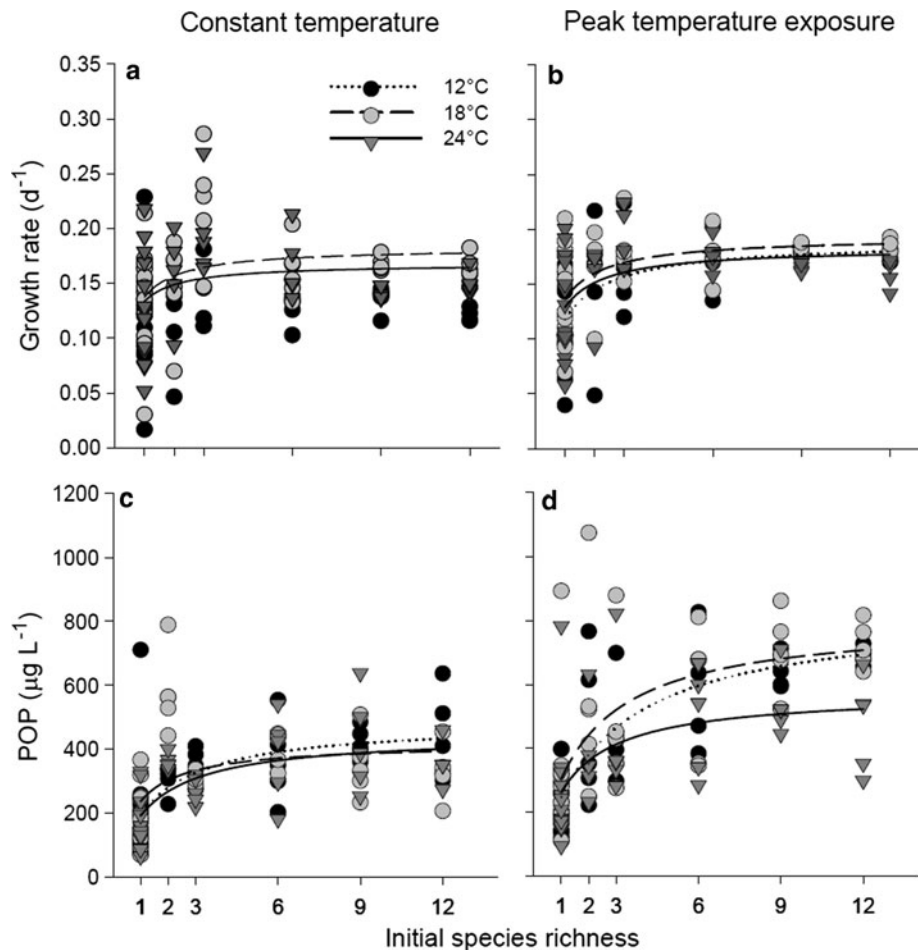 Constant temperature
Peak temperature exposure
a
b
12°C
18°C
24°C
Growth rate (d⁻¹)
0.35
0.30
0.25
0.20
0.15
0.10
0.05
0.00
c
d
POP (µg L⁻¹)
1200
1000
800
600
400
200
0
1 2 3 6 9 12
1 2 3 6 9 12
Initial species richness